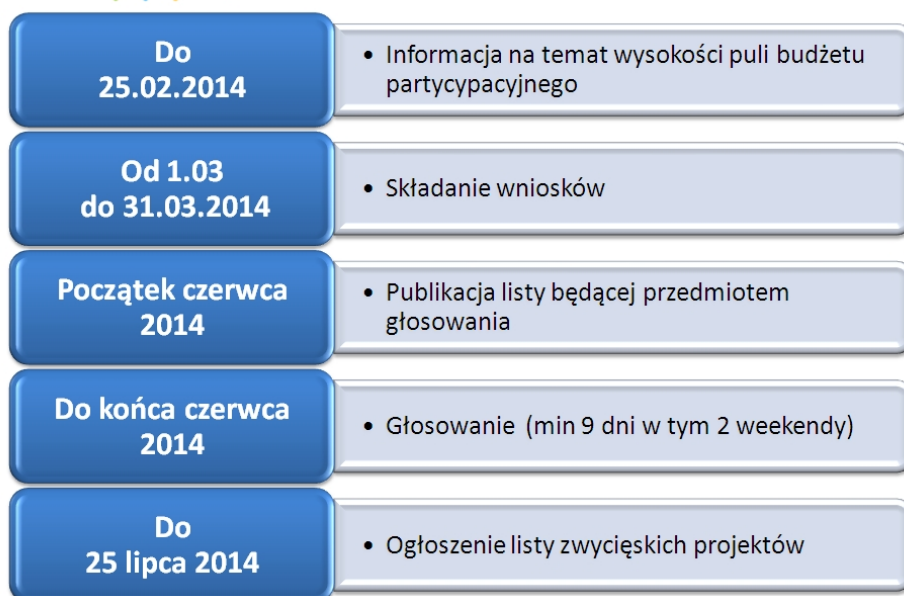 Do
25.02.2014
• Informacja na temat wysokości puli budżetu
partycypacyjnego
Od 1.03
do 31.03.2014
• Składanie wniosków
Początek czerwca
2014
• Publikacja listy będącej przedmiotem
głosowania
Do końca czerwca
2014
• Głosowanie (min 9 dni w tym 2 weekendy)
Do
25 lipca 2014
• Ogłoszenie listy zwycięskich projektów